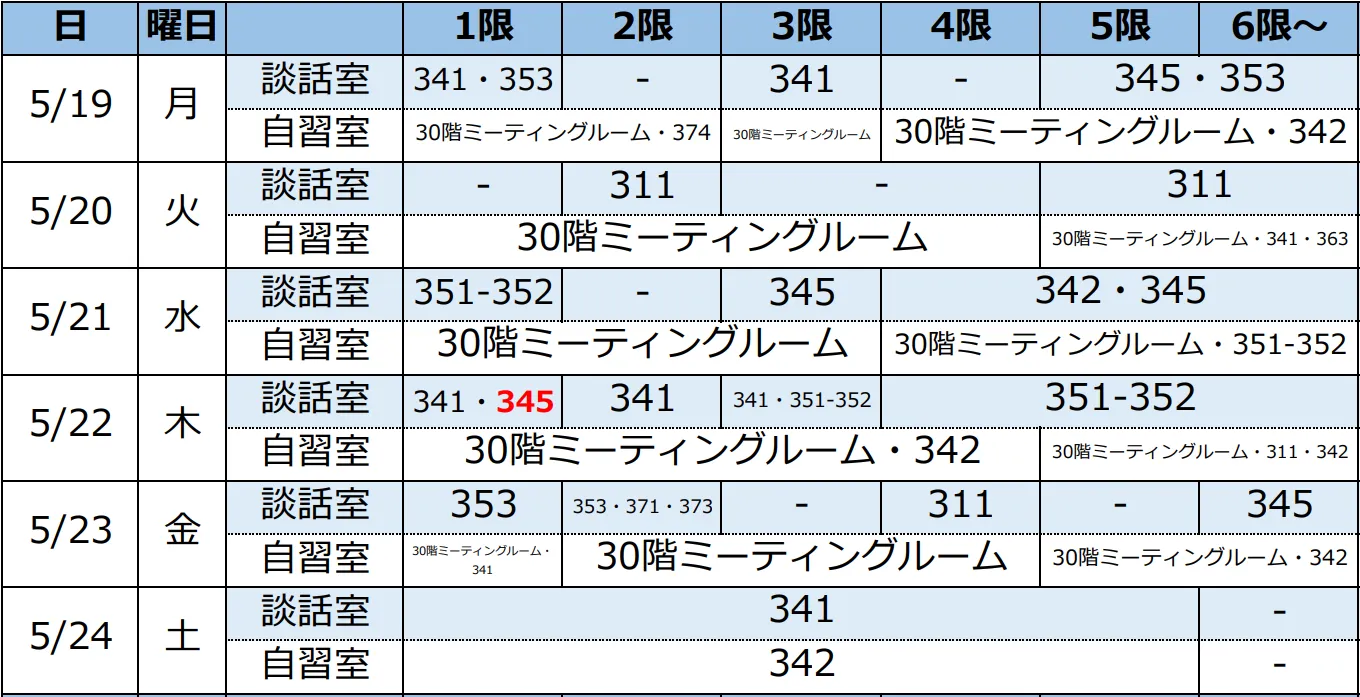 日 曜日 1限 2限 3限 4限 5限 6限～
5/19 月 談話室 341・353 - 341 - 345・353
自習室 30階ミーティングルーム・374 30階ミーティングルーム 30階ミーティングルーム・342
5/20 火 談話室 - 311 - 311
自習室 30階ミーティングルーム 30階ミーティングルーム・341・363
5/21 水 談話室 351-352 - 345 342・345
自習室 30階ミーティングルーム 30階ミーティングルーム・351-352
5/22 木 談話室 341・345 341 341・351-352 351-352
自習室 30階ミーティングルーム・342 30階ミーティングルーム・311・342
5/23 金 談話室 353 353・371・373 - 311 - 345
自習室 30階ミーティングルーム・341 30階ミーティングルーム 30階ミーティングルーム・342
5/24 土 談話室 341 -
自習室 342 -